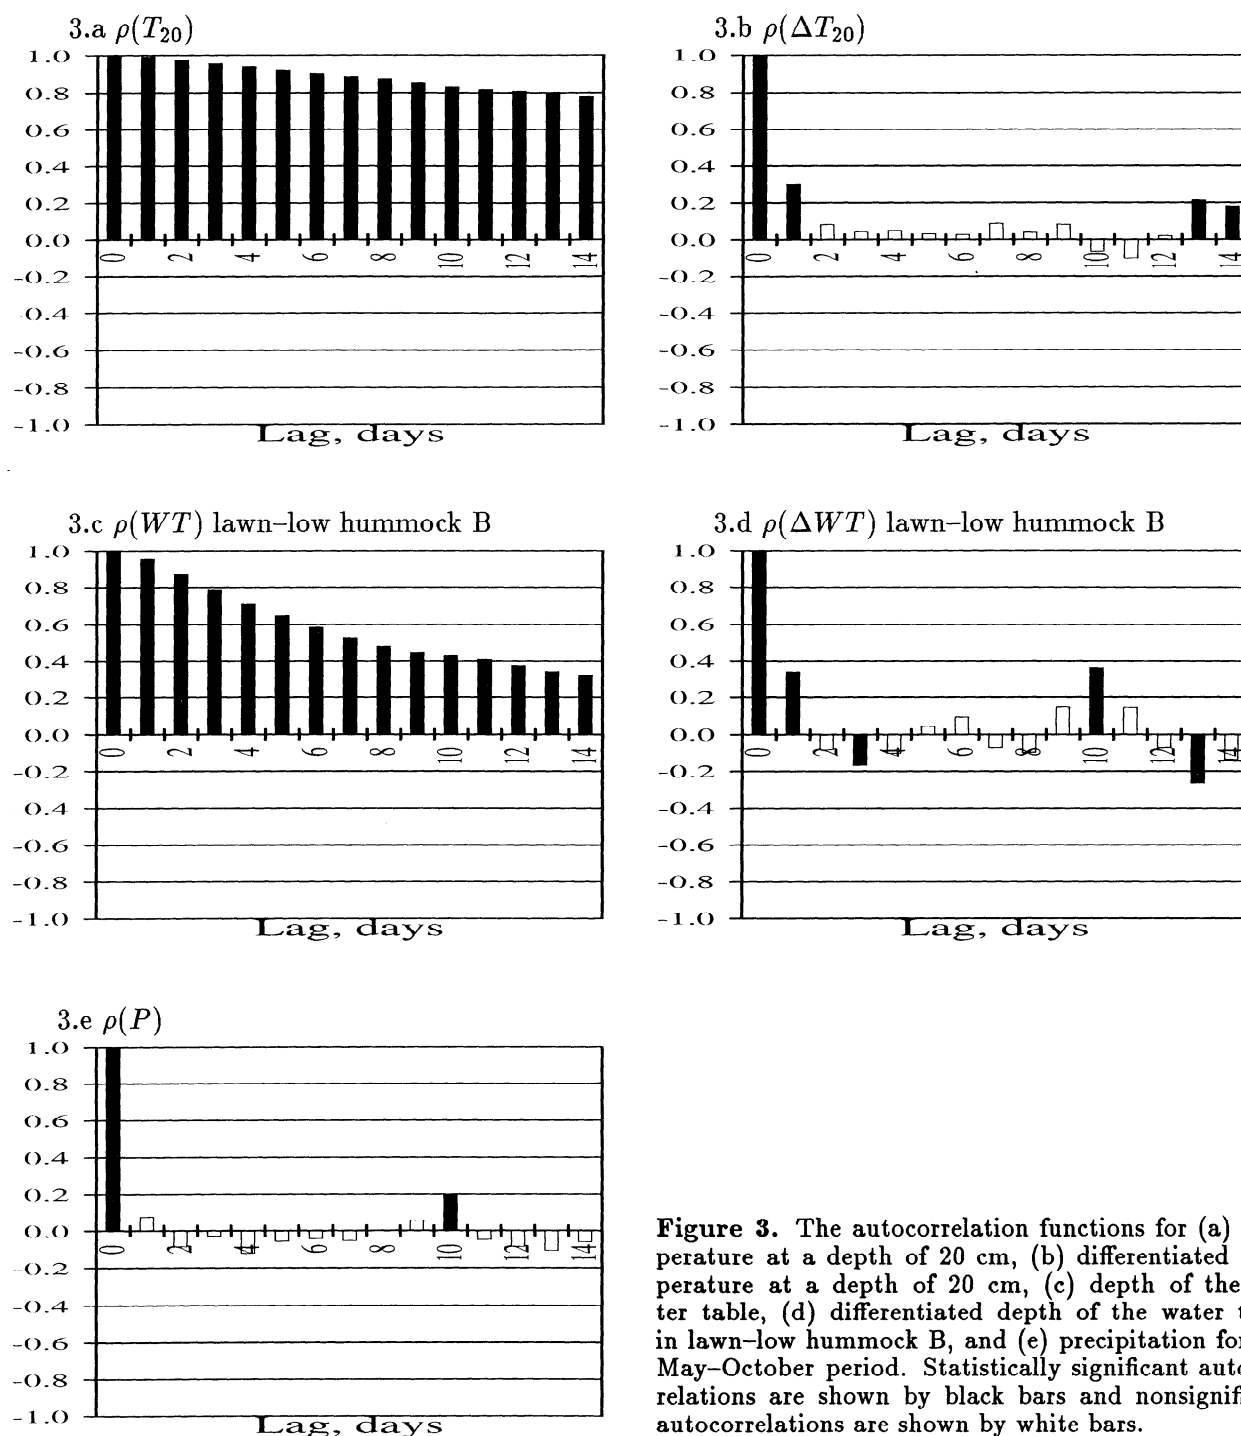 3.a ρ(T20)
1.0
0.8
0.6
0.4
0.2
0.0
-0.2
-0.4
-0.6
-0.8
-1.0
0 2 4 6 8 10 12 14
Lag, days
3.b ρ(ΔT20)
1.0
0.8
0.6
0.4
0.2
0.0
-0.2
-0.4
-0.6
-0.8
-1.0
0 2 4 6 8 10 12 14
Lag, days
3.c ρ(WT) lawn–low hummock B
1.0
0.8
0.6
0.4
0.2
0.0
-0.2
-0.4
-0.6
-0.8
-1.0
0 2 4 6 8 10 12 14
Lag, days
3.d ρ(ΔWT) lawn–low hummock B
1.0
0.8
0.6
0.4
0.2
0.0
-0.2
-0.4
-0.6
-0.8
-1.0
0 2 4 6 8 10 12 14
Lag, days
3.e ρ(P)
1.0
0.8
0.6
0.4
0.2
0.0
-0.2
-0.4
-0.6
-0.8
-1.0
0 2 4 6 8 10 12 14
Lag, days
Figure 3. The autocorrelation functions for (a)
perature at a depth of 20 cm, (b) differentiated
perature at a depth of 20 cm, (c) depth of the
ter table, (d) differentiated depth of the water
in lawn–low hummock B, and (e) precipitation for
May–October period. Statistically significant auto
relations are shown by black bars and nonsignifi
autocorrelations are shown by white bars.